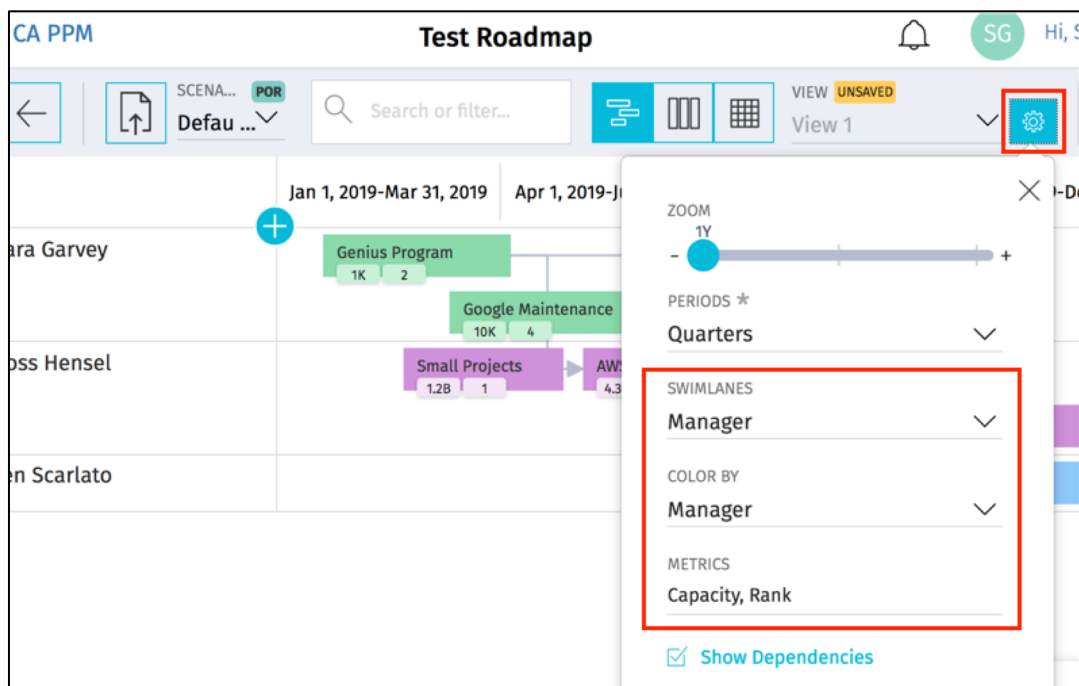 CA PPM
Test Roadmap
SG
Hi,
SCENA... POR
Defau ...
Search or filter...
VIEW UNSAVED
View 1
Jan 1, 2019-Mar 31, 2019
Apr 1, 2019-J
ara Garvey
Genius Program
1K 2
Google Maintenance
10K 4
oss Hensel
Small Projects
1.2B 1
AW
4.3
en Scarlato
ZOOM
1Y
- +
PERIODS *
Quarters
SWIMLANES
Manager
COLOR BY
Manager
METRICS
Capacity, Rank
Show Dependencies